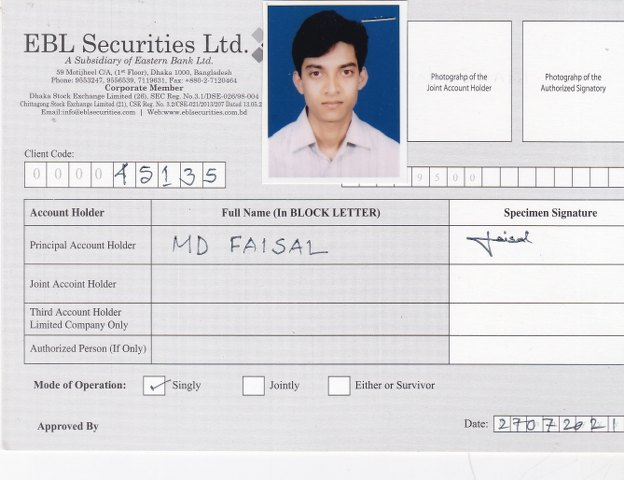 EBL Securities Ltd.
A Subsidiary of Eastern Bank Ltd.
59 Motijheel C/A, (1st Floor), Dhaka 1000, Bangladesh
Phone: 9553247, 9556539, 7119631, Fax: +880-2-7120464
Corporate Member
Dhaka Stock Exchange Limited (26), SEC Reg. No.3.1/DSE-026/98-004
Chittagong Stock Exchange Limited (21), CSE Reg. No. 3.2/CSE-021/2013/207 Dated 13.05.2
Email:info@eblsecurities.com | Web:www.eblsecurities.com.bd
Photograhp of the
Joint Account Holder
Photograhp of the
Authorized Signatory
Client Code:
0 0 0 0 4 5 1 3 5
9 5 0 0
Account Holder Full Name (In BLOCK LETTER) Specimen Signature
Principal Account Holder MD FAISAL faisal
Joint Accoint Holder
Third Account Holder
Limited Company Only
Authorized Person (If Only)
Mode of Operation: Singly Jointly Either or Survivor
Approved By Date: 2 7 0 7 2 0 2 1